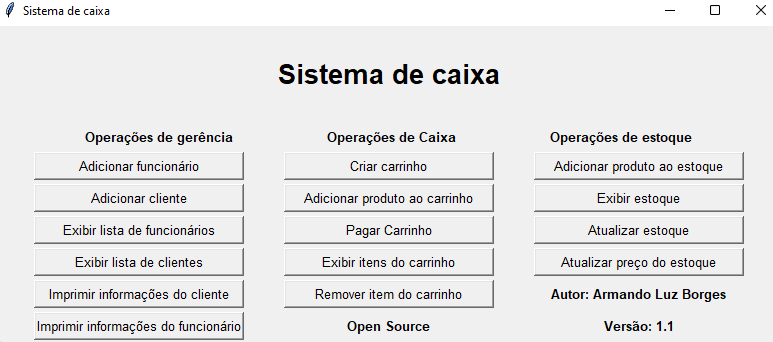 Sistema de caixa
Sistema de caixa
Operações de gerência
Adicionar funcionário
Adicionar cliente
Exibir lista de funcionários
Exibir lista de clientes
Imprimir informações do cliente
Imprimir informações do funcionário
Operações de Caixa
Criar carrinho
Adicionar produto ao carrinho
Pagar Carrinho
Exibir itens do carrinho
Remover item do carrinho
Open Source
Operações de estoque
Adicionar produto ao estoque
Exibir estoque
Atualizar estoque
Atualizar preço do estoque
Autor: Armando Luz Borges
Versão: 1.1